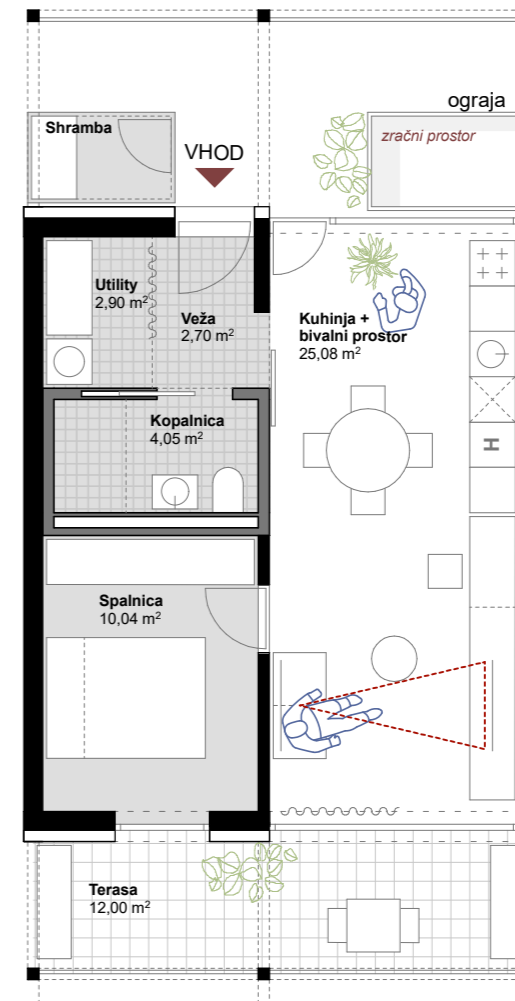 ograja
Shramba
zračni prostor
VHOD
Utility
2,90 m²
Veža
2,70 m²
Kuhinja +
bivalni prostor
25,08 m²
Kopalnica
4,05 m²
H
Spalnica
10,04 m²
Terasa
12,00 m²